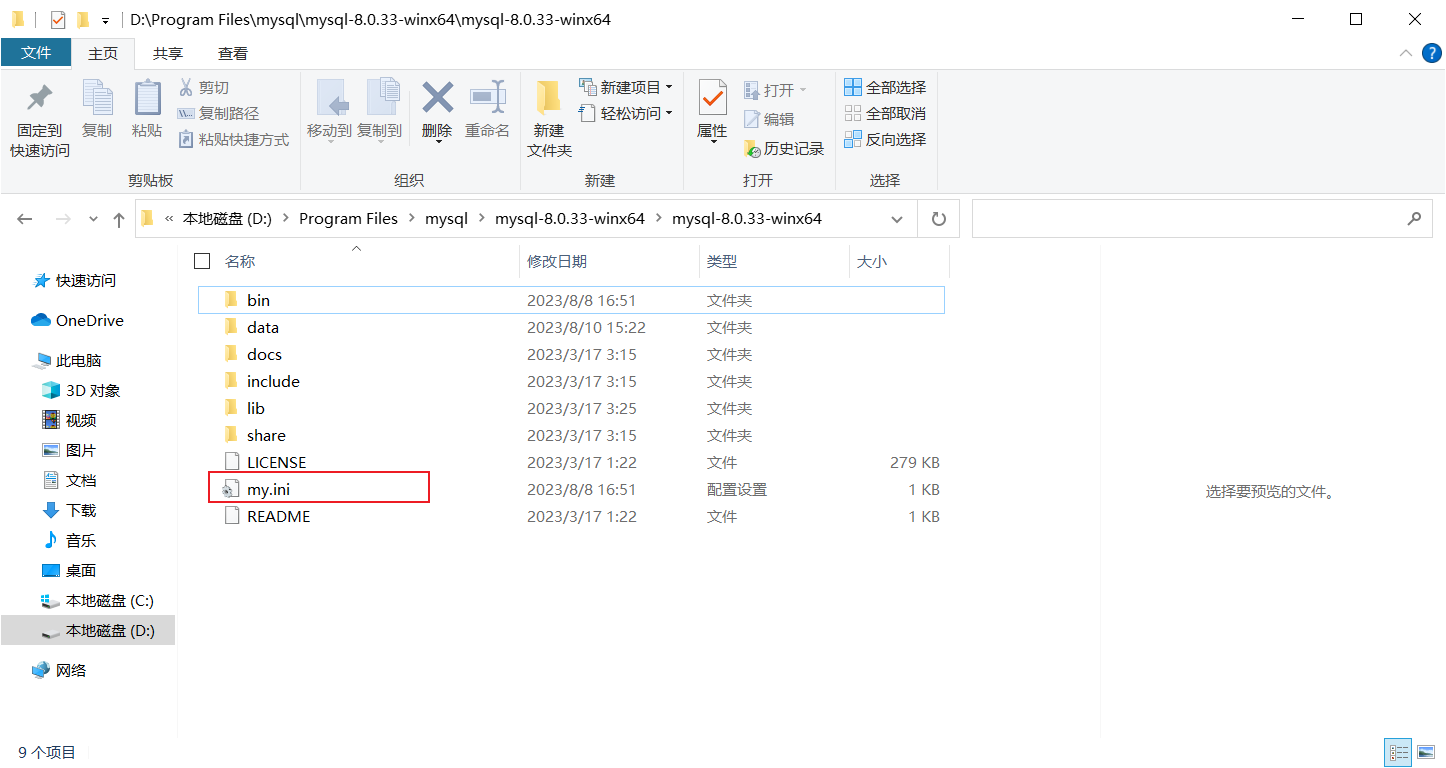 D:\Program Files\mysql\mysql-8.0.33-winx64\mysql-8.0.33-winx64
文件 主页 共享 查看
固定到快速访问
复制
粘贴
剪切
复制路径
粘贴快捷方式
移动到 复制到 删除 重命名
新建文件夹
新建项目
轻松访问
属性
打开
编辑
历史记录
全部选择
全部取消
反向选择
剪贴板 组织 新建 打开 选择
« 本地磁盘 (D:) > Program Files > mysql > mysql-8.0.33-winx64 > mysql-8.0.33-winx64
快速访问
OneDrive
此电脑
3D 对象
视频
图片
文档
下载
音乐
桌面
本地磁盘 (C:)
本地磁盘 (D:)
网络
名称 修改日期 类型 大小
bin 2023/8/8 16:51 文件夹
data 2023/8/10 15:22 文件夹
docs 2023/3/17 3:15 文件夹
include 2023/3/17 3:15 文件夹
lib 2023/3/17 3:25 文件夹
share 2023/3/17 3:15 文件夹
LICENSE 2023/3/17 1:22 文件 279 KB
my.ini 2023/8/8 16:51 配置设置 1 KB
README 2023/3/17 1:22 文件 1 KB
选择要预览的文件。
9 个项目